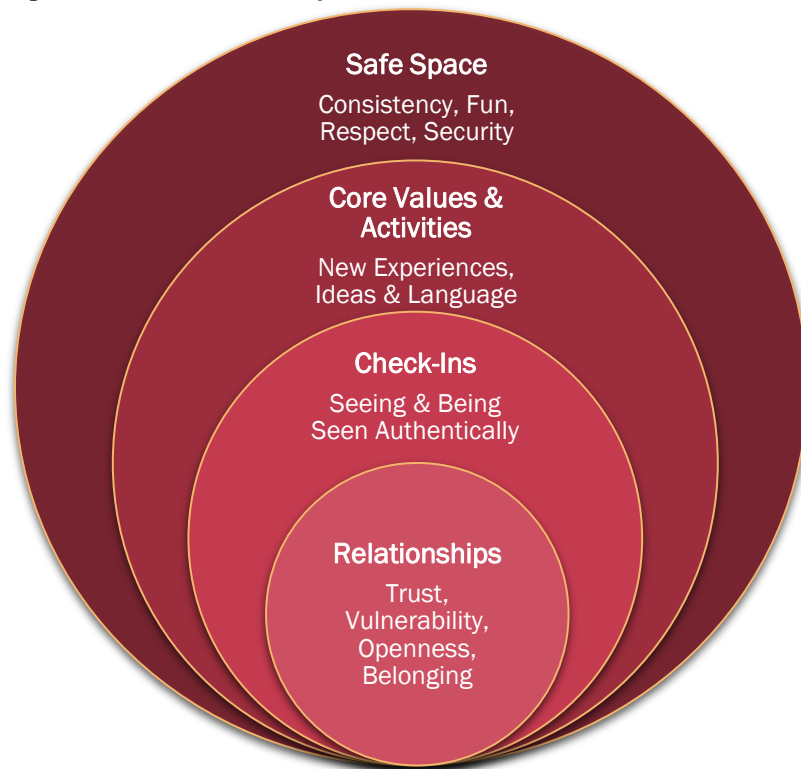 Safe Space
Consistency, Fun,
Respect, Security
Core Values &
Activities
New Experiences,
Ideas & Language
Check-Ins
Seeing & Being
Seen Authentically
Relationships
Trust,
Vulnerability,
Openness,
Belonging